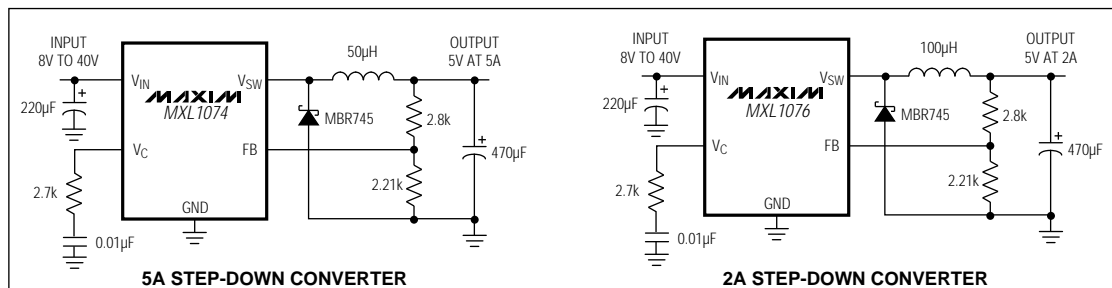 INPUT
8V TO 40V
220µF
+
VIN
MAXIM
MXL1074
VSW
VC
FB
GND
2.7k
0.01µF
50µH
MBR745
2.8k
2.21k
OUTPUT
5V AT 5A
+
470µF
5A STEP-DOWN CONVERTER
INPUT
8V TO 40V
220µF
+
VIN
MAXIM
MXL1076
VSW
VC
FB
GND
2.7k
0.01µF
100µH
MBR745
2.8k
2.21k
OUTPUT
5V AT 2A
+
470µF
2A STEP-DOWN CONVERTER